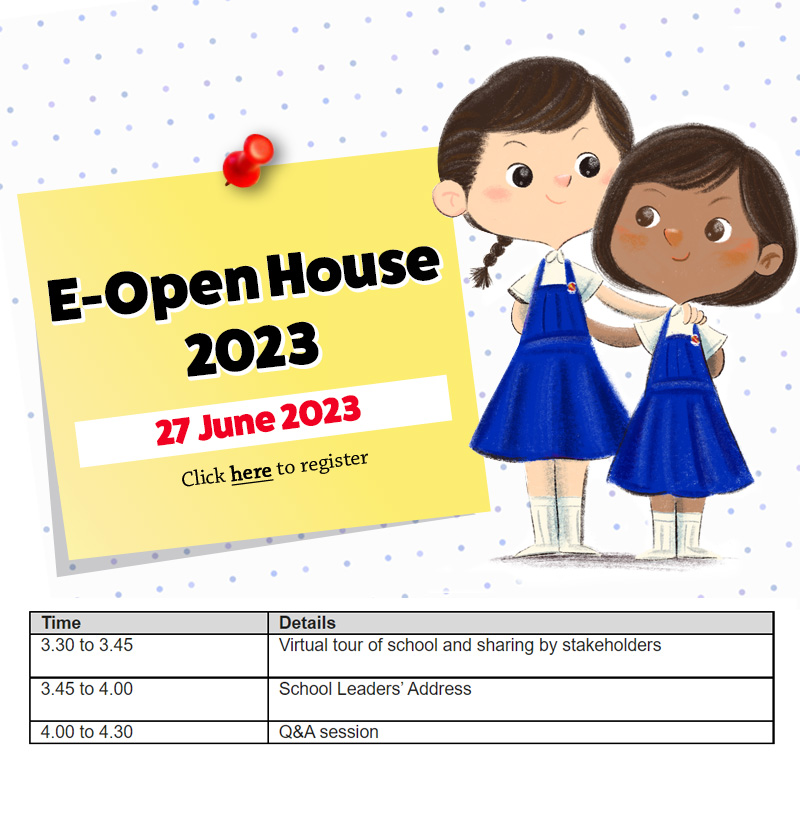 E-Open House
2023
27 June 2023
Click here to register
Time Details
3.30 to 3.45 Virtual tour of school and sharing by stakeholders
3.45 to 4.00 School Leaders’ Address
4.00 to 4.30 Q&A session